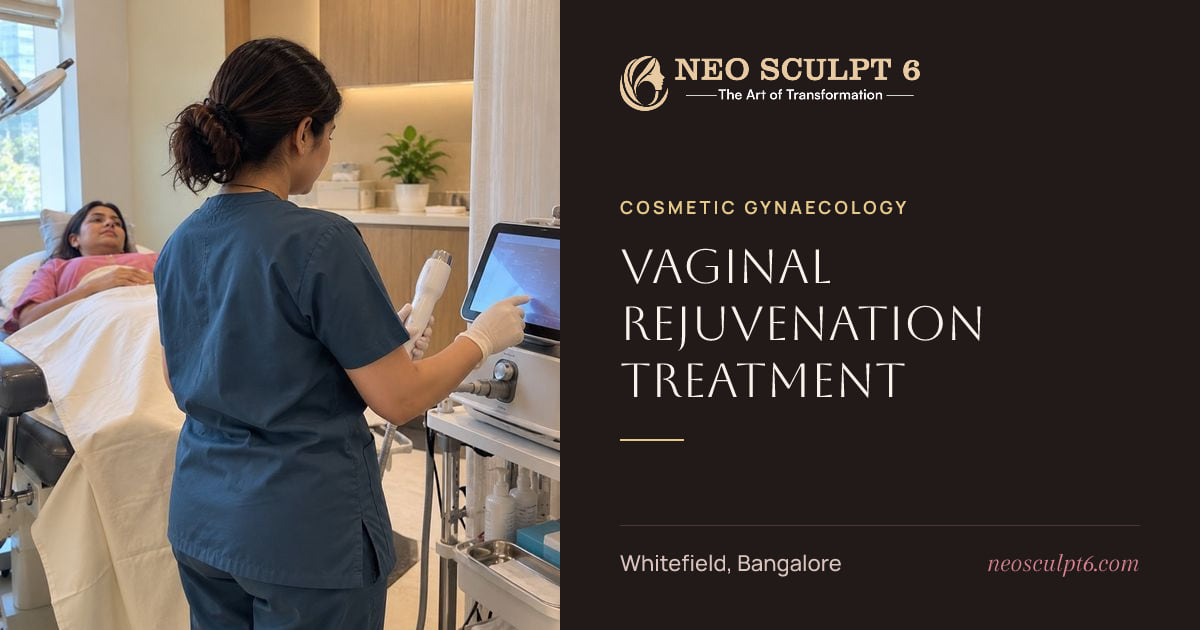 NEO SCULPT 6
The Art of Transformation
COSMETIC GYNAECOLOGY
VAGINAL
REJUVENATION
TREATMENT
Whitefield, Bangalore
neosculpt6.com